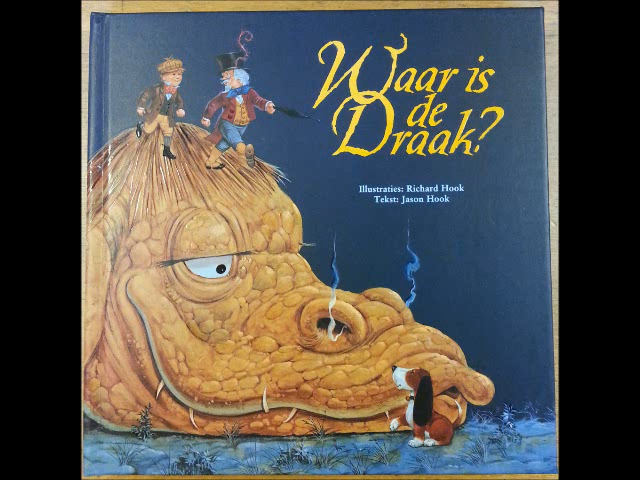 Waar is
de
Draak?
Illustraties: Richard Hook
Tekst: Jason Hook